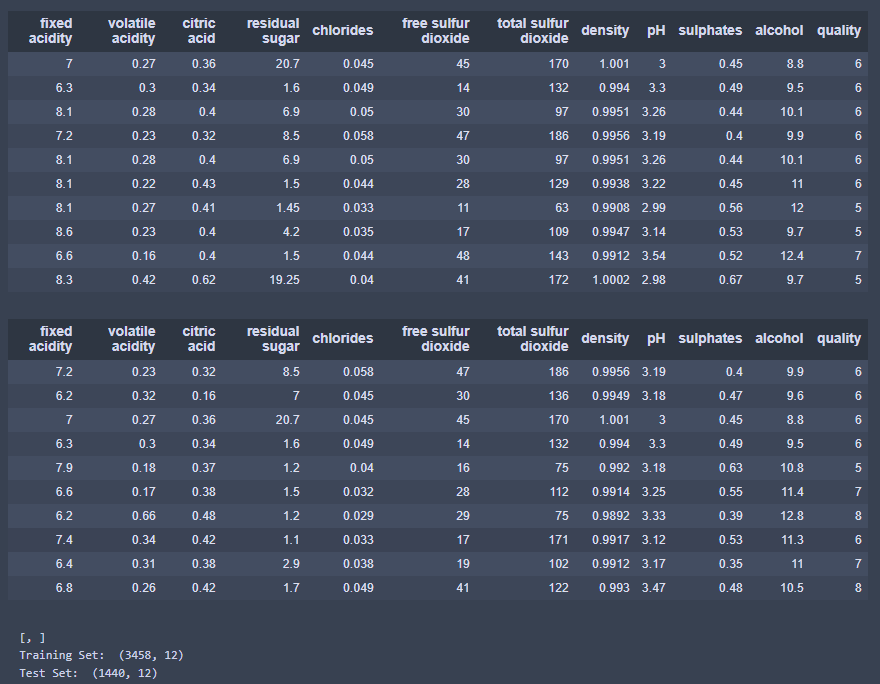 fixed acidity volatile acidity citric acid residual sugar chlorides free sulfur dioxide total sulfur dioxide density pH sulphates alcohol quality
7 0.27 0.36 20.7 0.045 45 170 1.001 3 0.45 8.8 6
6.3 0.3 0.34 1.6 0.049 14 132 0.994 3.3 0.49 9.5 6
8.1 0.28 0.4 6.9 0.05 30 97 0.9951 3.26 0.44 10.1 6
7.2 0.23 0.32 8.5 0.058 47 186 0.9956 3.19 0.4 9.9 6
8.1 0.28 0.4 6.9 0.05 30 97 0.9951 3.26 0.44 10.1 6
8.1 0.22 0.43 1.5 0.044 28 129 0.9938 3.22 0.45 11 6
8.1 0.27 0.41 1.45 0.033 11 63 0.9908 2.99 0.56 12 5
8.6 0.23 0.4 4.2 0.035 17 109 0.9947 3.14 0.53 9.7 5
6.6 0.16 0.4 1.5 0.044 48 143 0.9912 3.54 0.52 12.4 7
8.3 0.42 0.62 19.25 0.04 41 172 1.0002 2.98 0.67 9.7 5
fixed acidity volatile acidity citric acid residual sugar chlorides free sulfur dioxide total sulfur dioxide density pH sulphates alcohol quality
7.2 0.23 0.32 8.5 0.058 47 186 0.9956 3.19 0.4 9.9 6
6.2 0.32 0.16 7 0.045 30 136 0.9949 3.18 0.47 9.6 6
7 0.27 0.36 20.7 0.045 45 170 1.001 3 0.45 8.8 6
6.3 0.3 0.34 1.6 0.049 14 132 0.994 3.3 0.49 9.5 6
7.9 0.18 0.37 1.2 0.04 16 75 0.992 3.18 0.63 10.8 5
6.6 0.17 0.38 1.5 0.032 28 112 0.9914 3.25 0.55 11.4 7
6.2 0.66 0.48 1.2 0.029 29 75 0.9892 3.33 0.39 12.8 8
7.4 0.34 0.42 1.1 0.033 17 171 0.9917 3.12 0.53 11.3 6
6.4 0.31 0.38 2.9 0.038 19 102 0.9912 3.17 0.35 11 7
6.8 0.26 0.42 1.7 0.049 41 122 0.993 3.47 0.48 10.5 8
[, ]
Training Set: (3458, 12)
Test Set: (1440, 12)